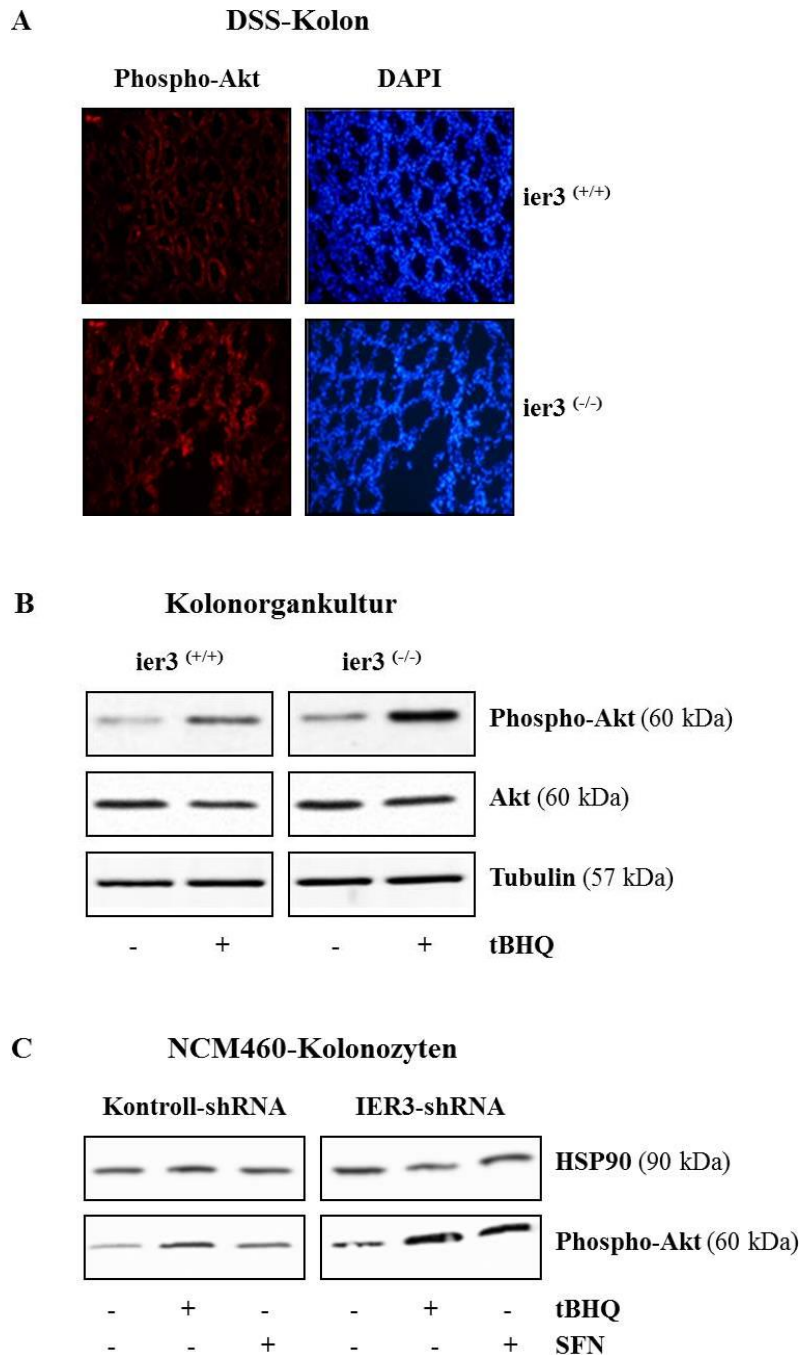 A DSS-Kolon
Phospho-Akt DAPI
ier3 (+/+)
ier3 (-/-)
B Kolonorgankultur
ier3 (+/+) ier3 (-/-)
Phospho-Akt (60 kDa)
Akt (60 kDa)
Tubulin (57 kDa)
- + - + tBHQ
C NCM460-Kolonozyten
Kontroll-shRNA IER3-shRNA
HSP90 (90 kDa)
Phospho-Akt (60 kDa)
- + - - + - tBHQ
- - + - - + SFN